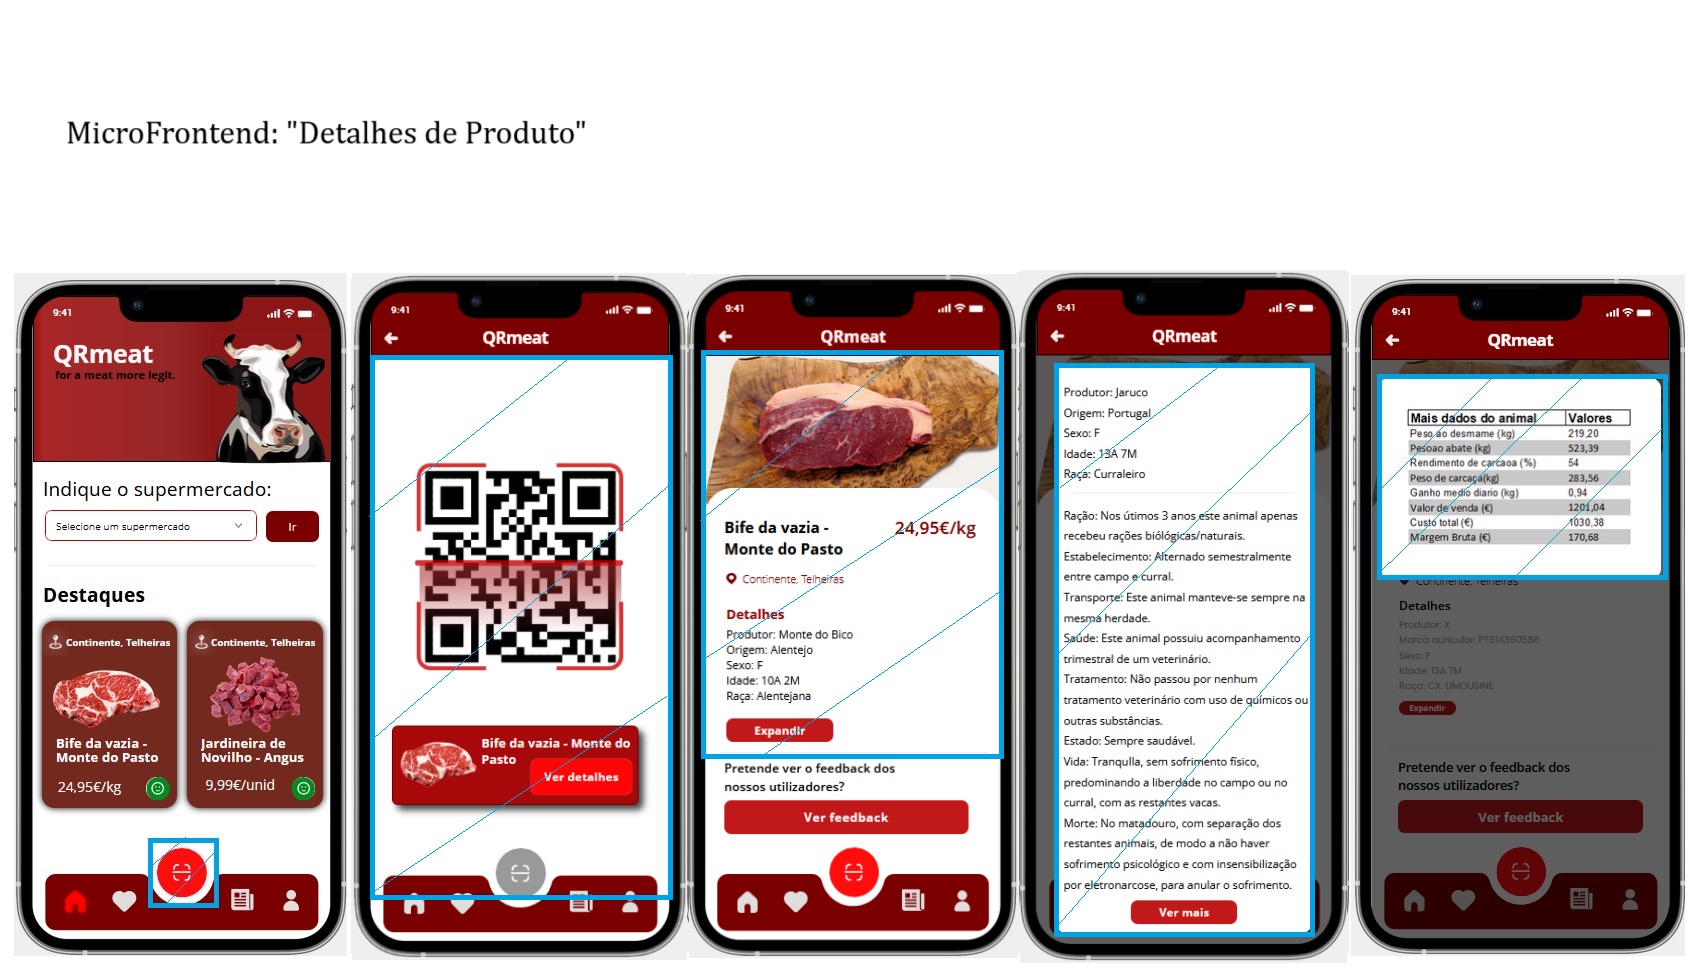 MicroFrontend: "Detalhes de Produto"
9:41
QRmeat
for a meat more legit.
Indique o supermercado:
Selecione um supermercado
Ir
Destaques
Continente, Telheiras
Bife da vazia -
Monte do Pasto
24,95€/kg
Continente, Telheiras
Jardineira de
Novilho - Angus
9,99€/unid
9:41
QRmeat
Bife da vazia - Monte do
Pasto
Ver detalhes
9:41
QRmeat
Bife da vazia -
Monte do Pasto
24,95€/kg
Continente, Telheiras
Detalhes
Produtor: Monte do Bico
Origem: Alentejo
Sexo: F
Idade: 10A 2M
Raça: Alentejana
Expandir
Pretende ver o feedback dos
nossos utilizadores?
Ver feedback
9:41
QRmeat
Produtor: Jaruco
Origem: Portugal
Sexo: F
Idade: 13A 7M
Raça: Curraleiro
Ração: Nos útimos 3 anos este animal apenas
recebeu rações biólógicas/naturais.
Estabelecimento: Alternado semestralmente
entre campo e curral.
Transporte: Este animal manteve-se sempre na
mesma herdade.
Saúde: Este animal possuiu acompanhamento
trimestral de um veterinário.
Tratamento: Não passou por nenhum
tratamento veterinário com uso de químicos ou
outras substâncias.
Estado: Sempre saudável.
Vida: Tranqulla, sem sofrimento físico,
predominando a liberdade no campo ou no
curral, com as restantes vacas.
Morte: No matadouro, com separação dos
restantes animais, de modo a não haver
sofrimento psicológico e com insensibilização
por eletronarcose, para anular o sofrimento.
Ver mais
9:41
QRmeat
Mais dados do animal Valores
Peso ao desmame (kg) 219,20
Pesoao abate (kg) 523,39
Rendimento de carcaoa (%) 54
Peso de carcaça(kg) 283,56
Ganho medio diario (kg) 0,94
Valor de venda (€) 1201,04
Custo total (€) 1030,38
Margem Bruta (€) 170,68
Continente, Telheiras
Detalhes
Produtor: X
Marca auricular: PT614360586
Sexo: F
Idade: 13A 7M
Raça: CX. LIMOUSINE
Expandir
Pretende ver o feedback dos
nossos utilizadores?
Ver feedback